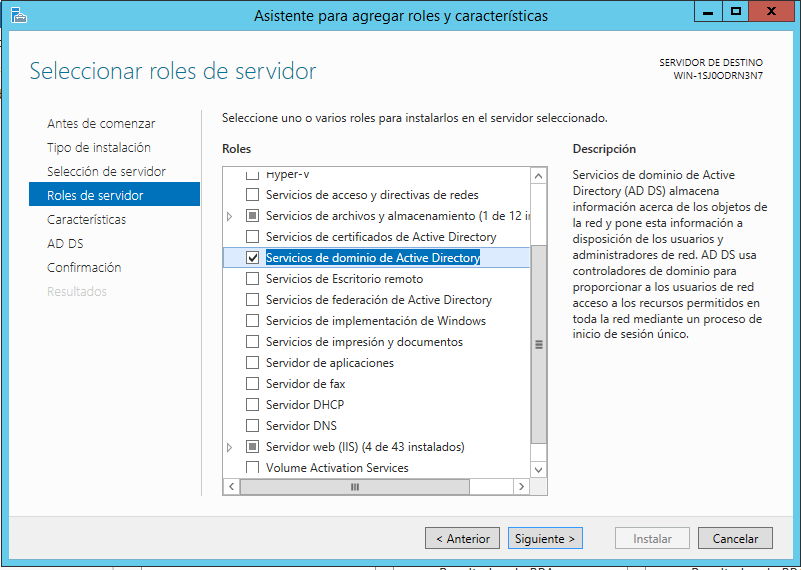 Asistente para agregar roles y características
Seleccionar roles de servidor
SERVIDOR DE DESTINO
WIN-1SJ0ODRN3N7
Antes de comenzar
Tipo de instalación
Selección de servidor
Roles de servidor
Características
AD DS
Confirmación
Resultados
Seleccione uno o varios roles para instalarlos en el servidor seleccionado.
Roles
Hyper-V
Servicios de acceso y directivas de redes
Servicios de archivos y almacenamiento (1 de 12 in
Servicios de certificados de Active Directory
Servicios de dominio de Active Directory
Servicios de Escritorio remoto
Servicios de federación de Active Directory
Servicios de implementación de Windows
Servicios de impresión y documentos
Servidor de aplicaciones
Servidor de fax
Servidor DHCP
Servidor DNS
Servidor web (IIS) (4 de 43 instalados)
Volume Activation Services
Descripción
Servicios de dominio de Active
Directory (AD DS) almacena
información acerca de los objetos de
la red y pone esta información a
disposición de los usuarios y
administradores de red. AD DS usa
controladores de dominio para
proporcionar a los usuarios de red
acceso a los recursos permitidos en
toda la red mediante un proceso de
inicio de sesión único.
< Anterior
Siguiente >
Instalar
Cancelar